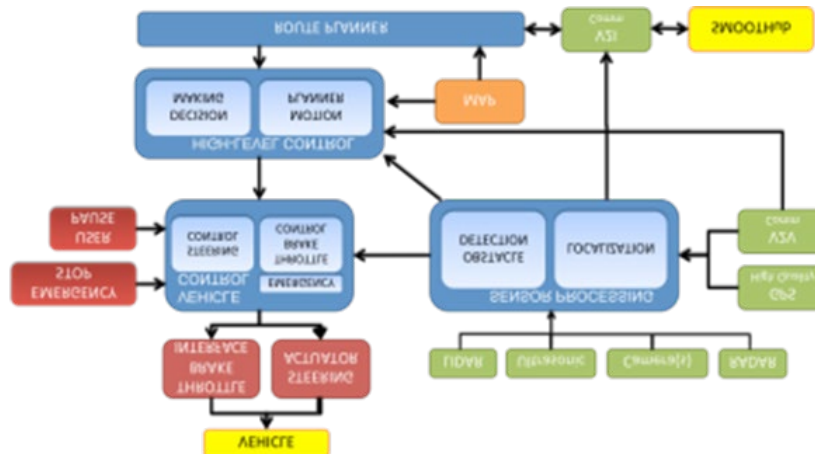 VEHICLE
THROTTLE
BRAKE
INTERFACE
STEERING
ACTUATOR
LIDAR
Ultrasonic
Camera(s)
RADAR
EMERGENCY
STOP
USER
PAUSE
VEHICLE
CONTROL
STEERING
CONTROL
EMERGENCY
THROTTLE
BRAKE
CONTROL
SENSOR PROCESSING
OBSTACLE
DETECTION
LOCALIZATION
GPS
High Quality
V2V
Comm
HIGH-LEVEL CONTROL
DECISION
MAKING
MOTION
PLANNER
MAP
ROUTE PLANNER
V2I
Comm
SMOOTHub